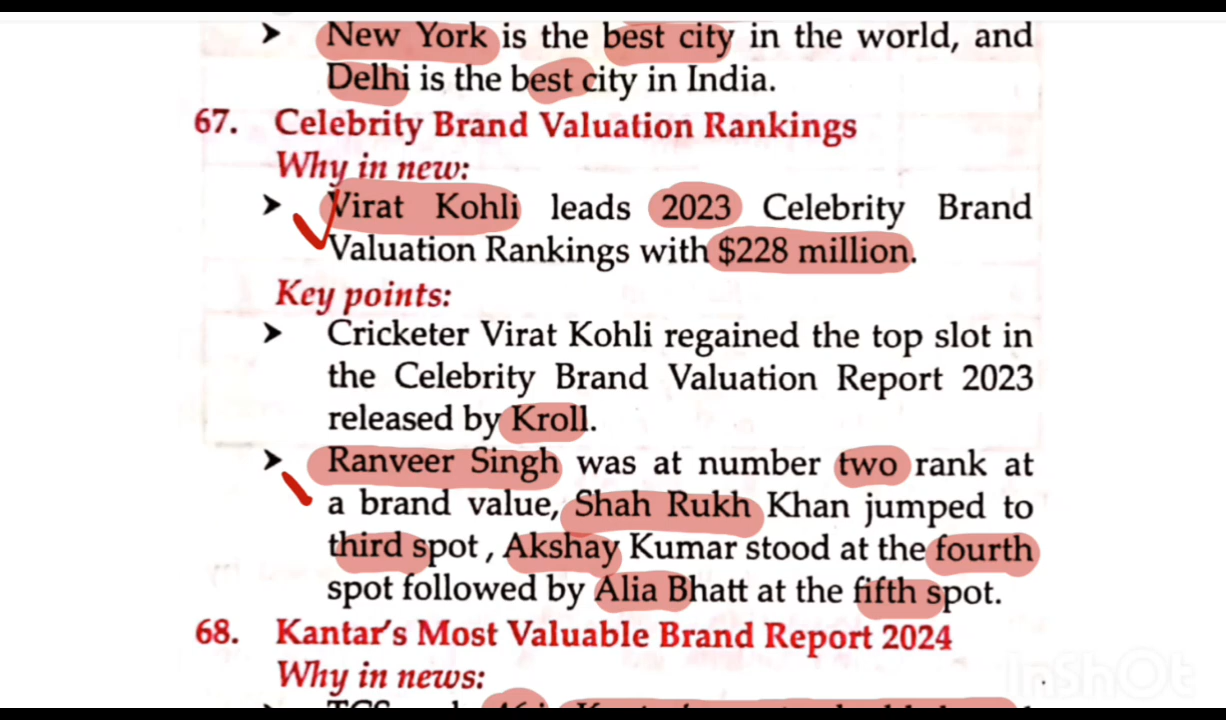 ➤ New York is the best city in the world, and
Delhi is the best city in India.
67. Celebrity Brand Valuation Rankings
Why in new:
➤ Virat Kohli leads 2023 Celebrity Brand
Valuation Rankings with $228 million.
Key points:
➤ Cricketer Virat Kohli regained the top slot in
the Celebrity Brand Valuation Report 2023
released by Kroll.
➤ Ranveer Singh was at number two rank at
a brand value, Shah Rukh Khan jumped to
third spot , Akshay Kumar stood at the fourth
spot followed by Alia Bhatt at the fifth spot.
68. Kantar's Most Valuable Brand Report 2024
Why in news:
InShOt